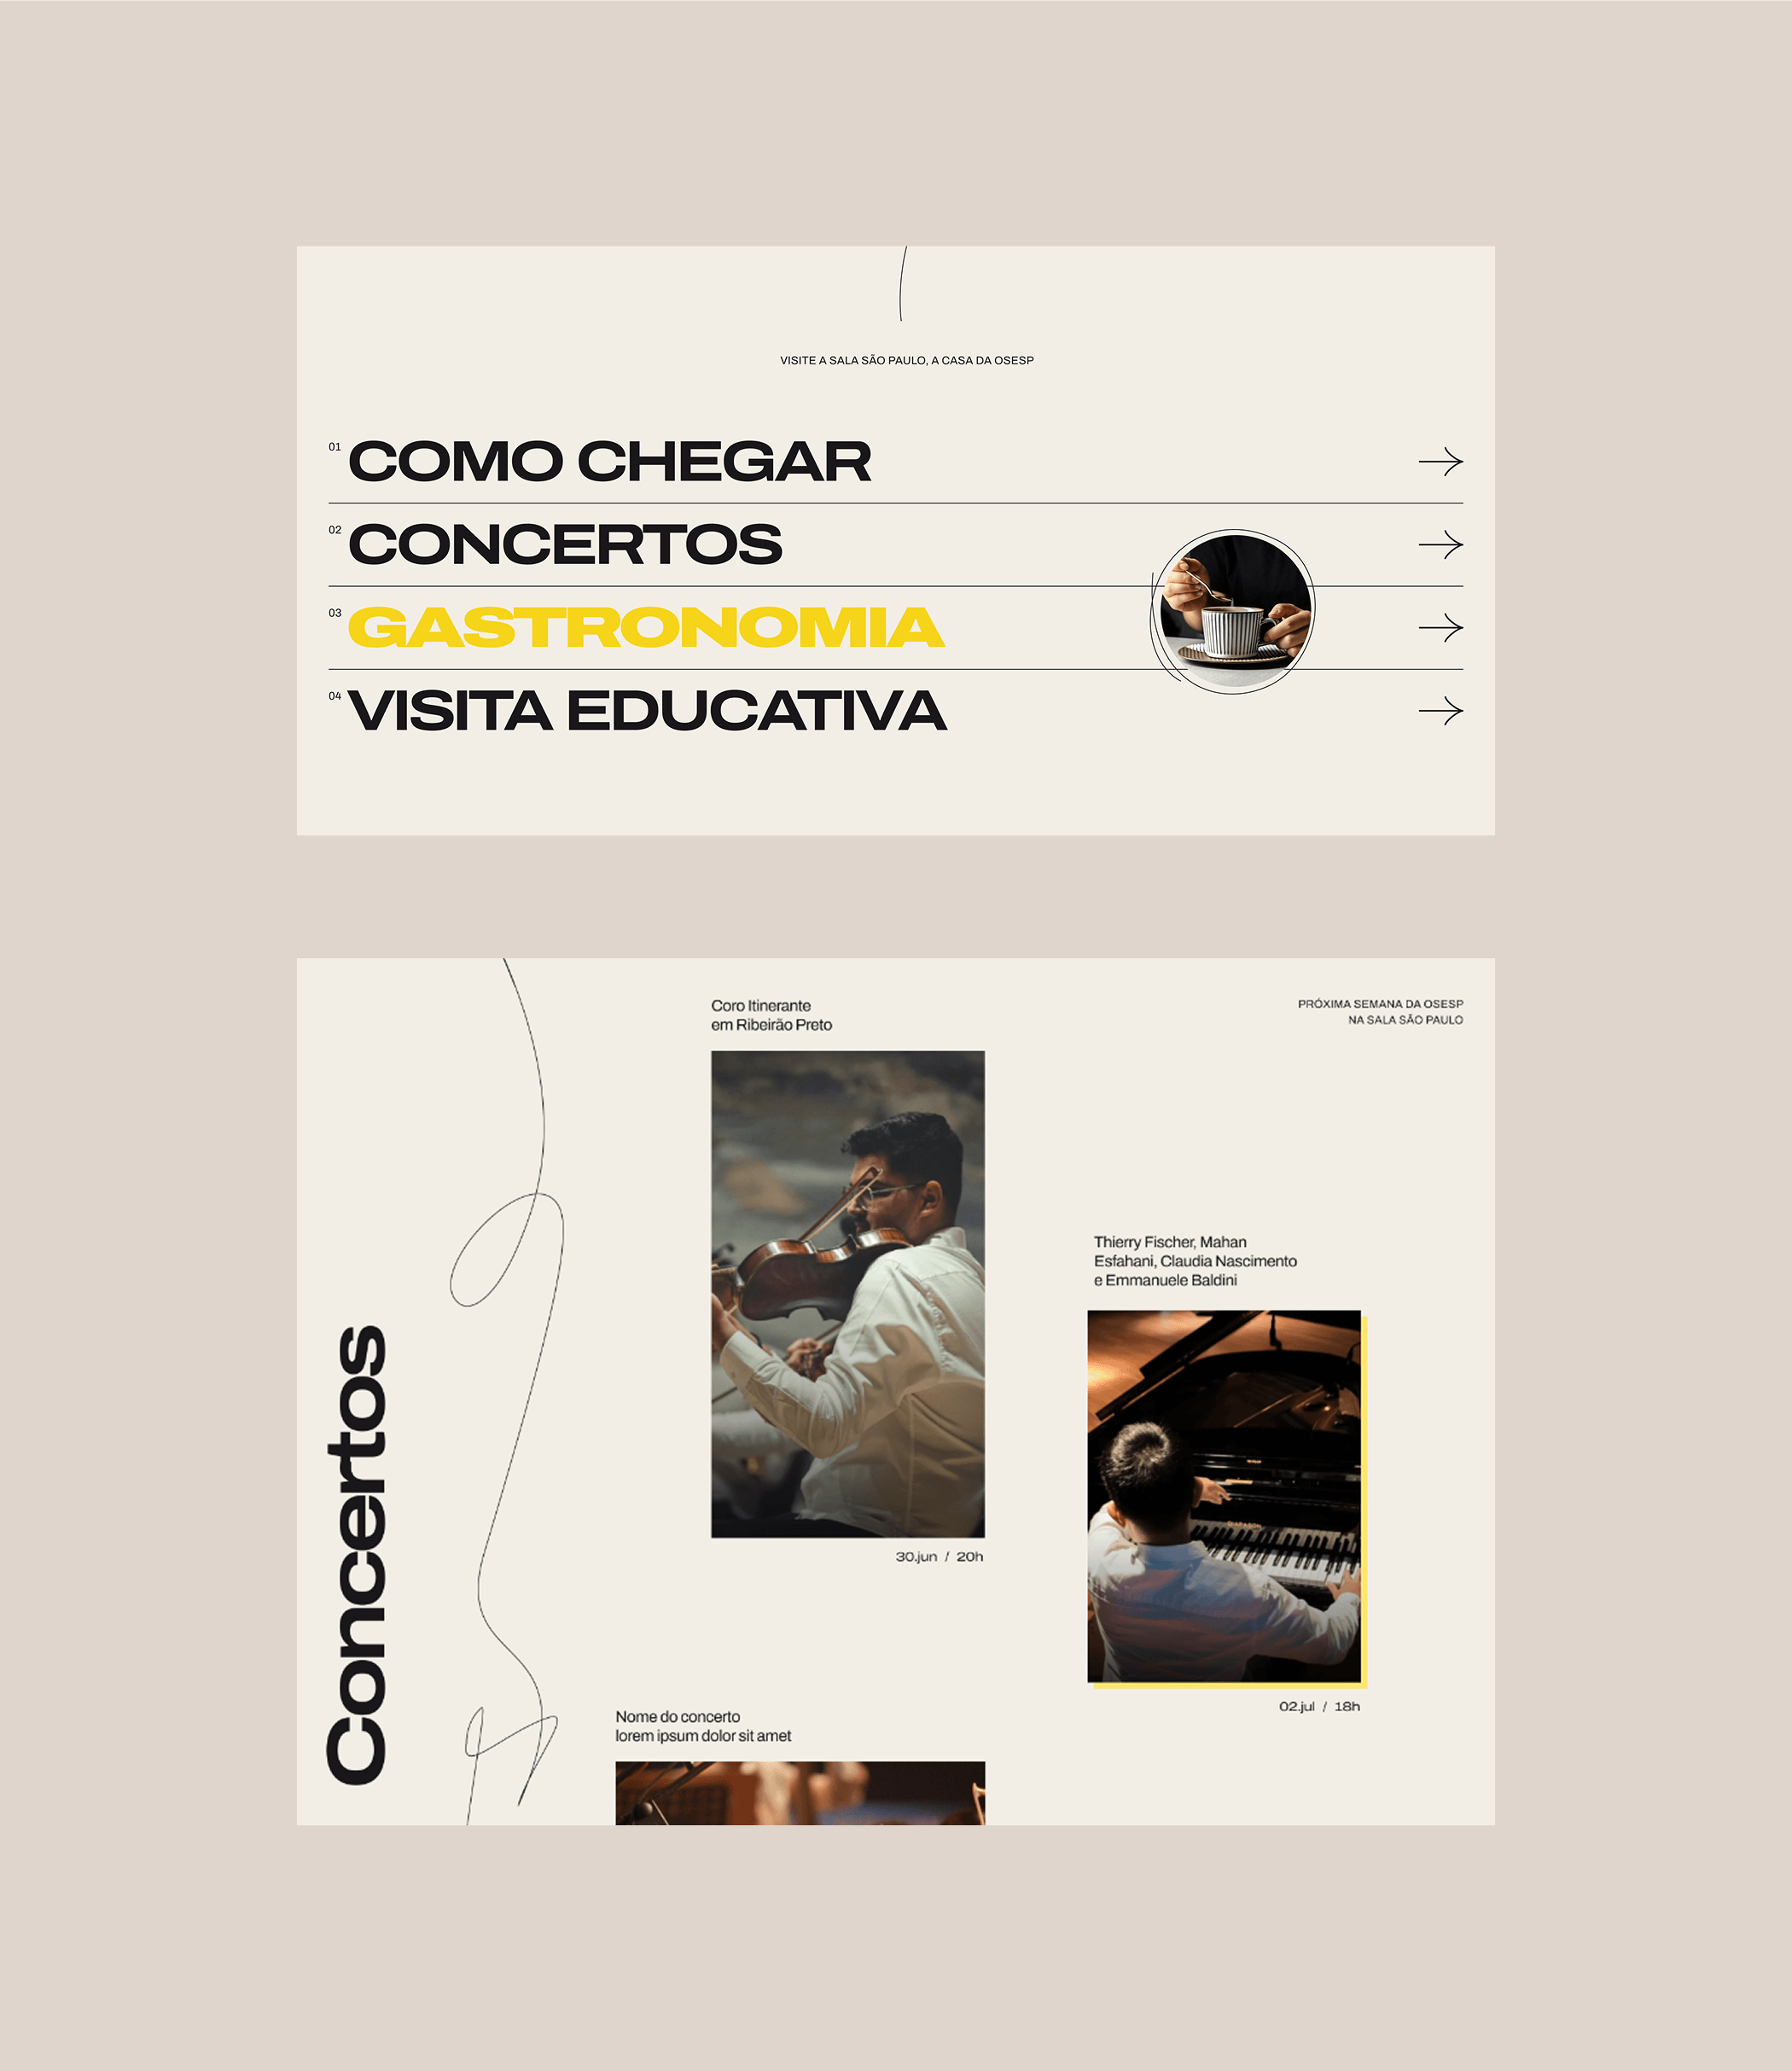 VISITE A SALA SÃO PAULO, A CASA DA OSESP
01 COMO CHEGAR
02 CONCERTOS
03 GASTRONOMIA
04 VISITA EDUCATIVA
Coro Itinerante
em Ribeirão Preto
PRÓXIMA SEMANA DA OSESP
NA SALA SÃO PAULO
Thierry Fischer, Mahan
Esfahani, Claudia Nascimento
e Emmanuele Baldini
Concertos
30.jun / 20h
02.jul / 18h
Nome do concerto
lorem ipsum dolor sit amet